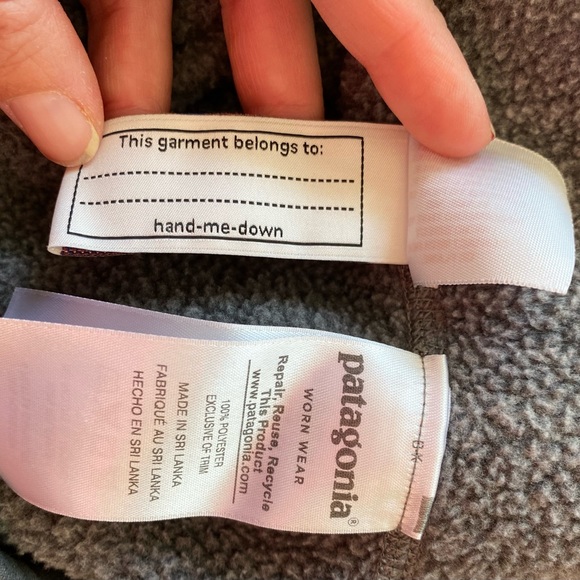 This garment belongs to:
hand-me-down
patagonia®
WORN WEAR
Repair, Reuse, Recycle
This Product
www.patagonia.com
100% POLYESTER
EXCLUSIVE OF TRIM
MADE IN SRI LANKA
FABRIQUÉ AU SRI LANKA
HECHO EN SRI LANKA